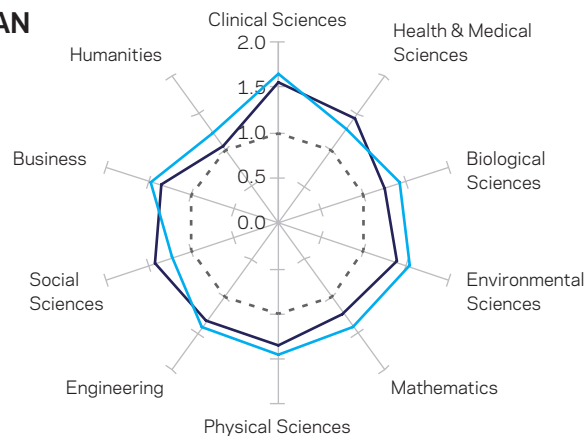 AN
Clinical Sciences
Health & Medical
Sciences
Humanities
2.0
1.5
1.0
0.5
0.0
Business
Biological
Sciences
Social
Sciences
Environmental
Sciences
Engineering
Mathematics
Physical Sciences